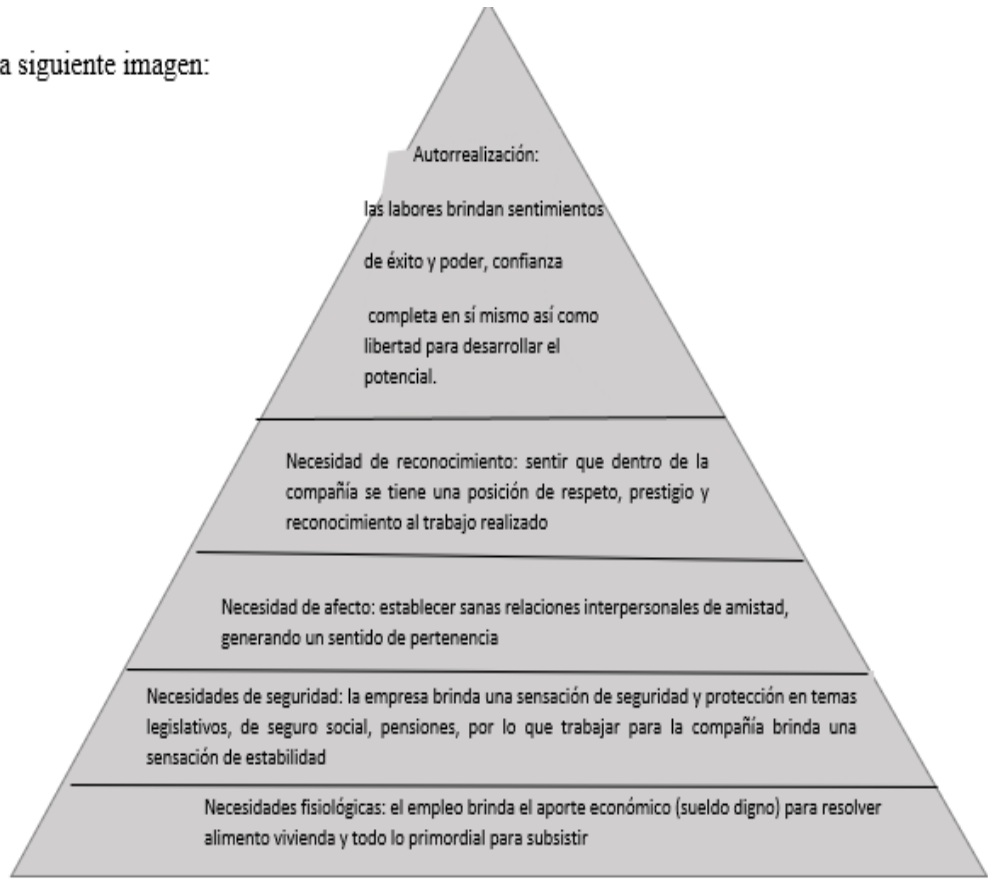 a siguiente imagen:
Autorrealización:
las labores brindan sentimientos
de éxito y poder, confianza
completa en sí mismo así como
libertad para desarrollar el
potencial.
Necesidad de reconocimiento: sentir que dentro de la
compañía se tiene una posición de respeto, prestigio y
reconocimiento al trabajo realizado
Necesidad de afecto: establecer sanas relaciones interpersonales de amistad,
generando un sentido de pertenencia
Necesidades de seguridad: la empresa brinda una sensación de seguridad y protección en temas
legislativos, de seguro social, pensiones, por lo que trabajar para la compañía brinda una
sensación de estabilidad
Necesidades fisiológicas: el empleo brinda el aporte económico (sueldo digno) para resolver
alimento vivienda y todo lo primordial para subsistir